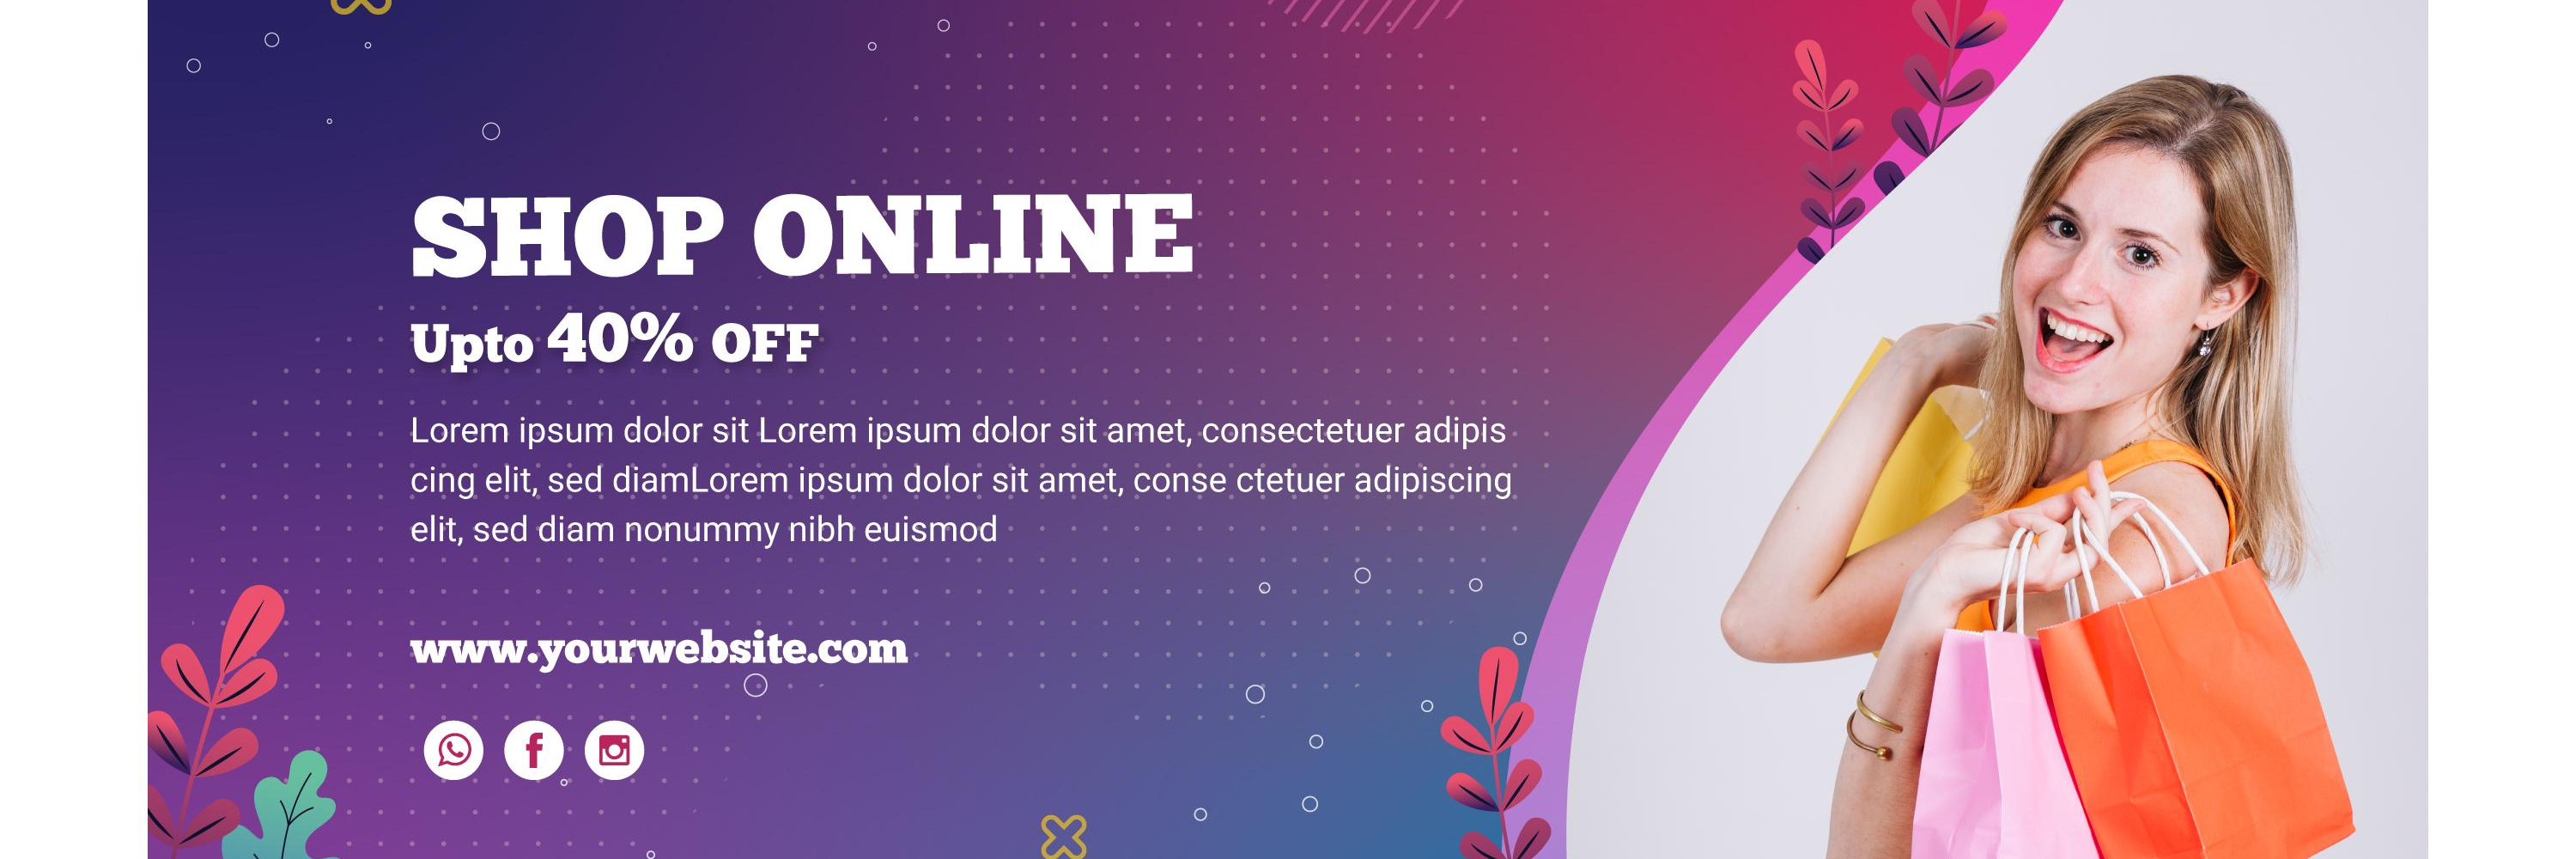 SHOP ONLINE
Upto 40% OFF
Lorem ipsum dolor sit Lorem ipsum dolor sit amet, consectetuer adipis
cing elit, sed diamLorem ipsum dolor sit amet, conse ctetuer adipiscing
elit, sed diam nonummy nibh euismod
www.yourwebsite.com